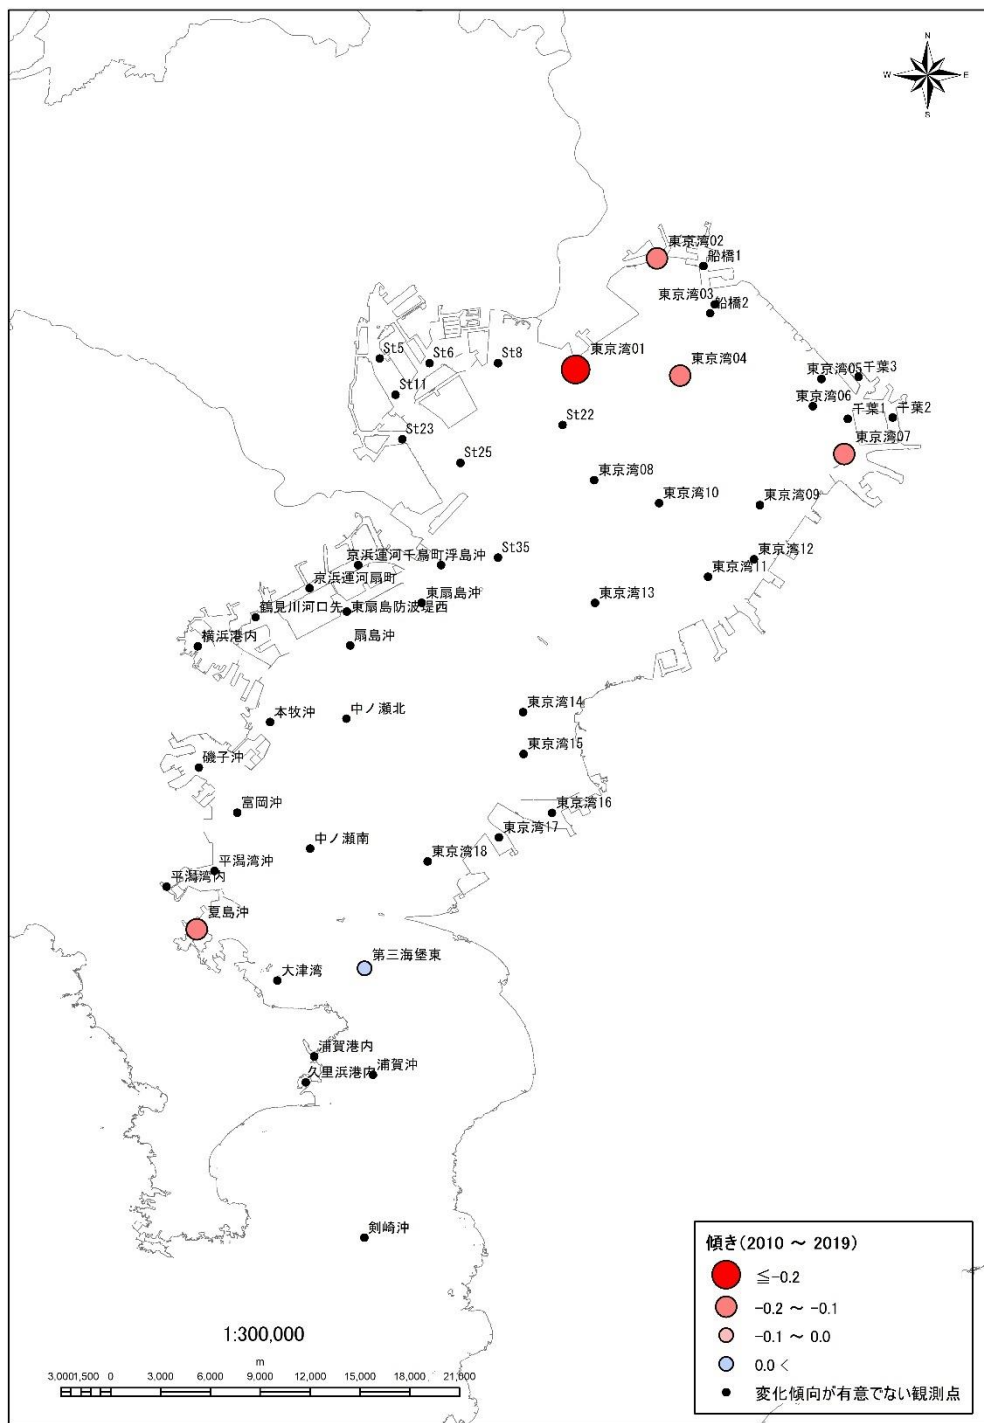 N
W
E
S
東京湾02
船橋1
東京湾03
船橋2
東京湾01
東京湾04
St5
St6
St8
東京湾05
千葉3
東京湾06
St11
St22
千葉1
千葉2
St23
東京湾07
St25
東京湾08
東京湾10
東京湾09
St35
京浜運河千鳥町
浮島沖
東京湾12
東京湾11
京浜運河扇町
東扇島沖
東京湾13
鶴見川河口先
東扇島防波堤西
横浜港内
扇島沖
東京湾14
本牧沖
中ノ瀬北
東京湾15
磯子沖
富岡沖
東京湾16
東京湾17
中ノ瀬南
東京湾18
平潟湾沖
平潟湾内
夏島沖
第三海堡東
大津湾
浦賀港内
浦賀沖
久里浜港内
剣崎沖
傾き(2010 ～ 2019)
≦-0.2
-0.2 ～ -0.1
-0.1 ～ 0.0
0.0 <
変化傾向が有意でない観測点
1:300,000
m
3,0001,500 0 3,000 6,000 9,000 12,000 15,000 18,000 21,000